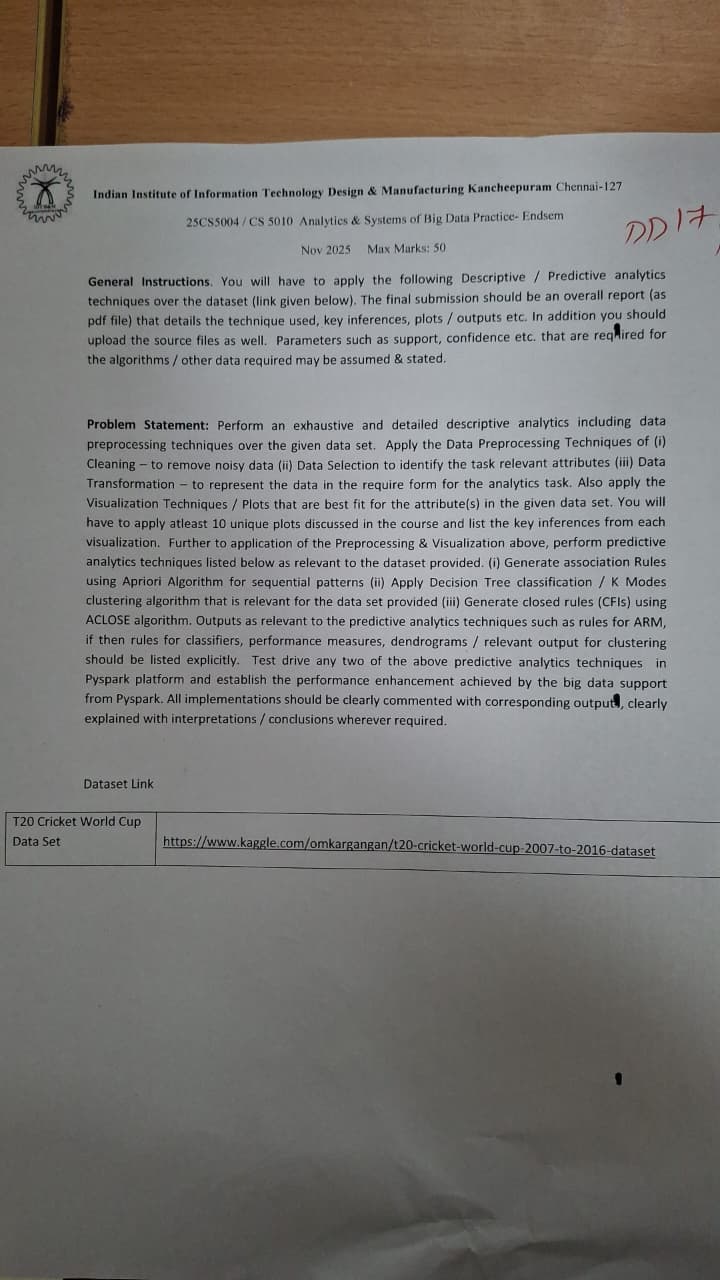 Indian Institute of Information Technology Design & Manufacturing Kancheepuram Chennai-127
25CS5004 / CS 5010 Analytics & Systems of Big Data Practice- Endsem
DD17
Nov 2025 Max Marks: 50
General Instructions. You will have to apply the following Descriptive / Predictive analytics
techniques over the dataset (link given below). The final submission should be an overall report (as
pdf file) that details the technique used, key inferences, plots / outputs etc. In addition you should
upload the source files as well. Parameters such as support, confidence etc. that are required for
the algorithms / other data required may be assumed & stated.
Problem Statement: Perform an exhaustive and detailed descriptive analytics including data
preprocessing techniques over the given data set. Apply the Data Preprocessing Techniques of (i)
Cleaning – to remove noisy data (ii) Data Selection to identify the task relevant attributes (iii) Data
Transformation – to represent the data in the require form for the analytics task. Also apply the
Visualization Techniques / Plots that are best fit for the attribute(s) in the given data set. You will
have to apply atleast 10 unique plots discussed in the course and list the key inferences from each
visualization. Further to application of the Preprocessing & Visualization above, perform predictive
analytics techniques listed below as relevant to the dataset provided. (i) Generate association Rules
using Apriori Algorithm for sequential patterns (ii) Apply Decision Tree classification / K Modes
clustering algorithm that is relevant for the data set provided (iii) Generate closed rules (CFIs) using
ACLOSE algorithm. Outputs as relevant to the predictive analytics techniques such as rules for ARM,
if then rules for classifiers, performance measures, dendrograms / relevant output for clustering
should be listed explicitly. Test drive any two of the above predictive analytics techniques in
Pyspark platform and establish the performance enhancement achieved by the big data support
from Pyspark. All implementations should be clearly commented with corresponding output, clearly
explained with interpretations / conclusions wherever required.
Dataset Link
T20 Cricket World Cup
Data Set
https://www.kaggle.com/omkargangan/t20-cricket-world-cup-2007-to-2016-dataset